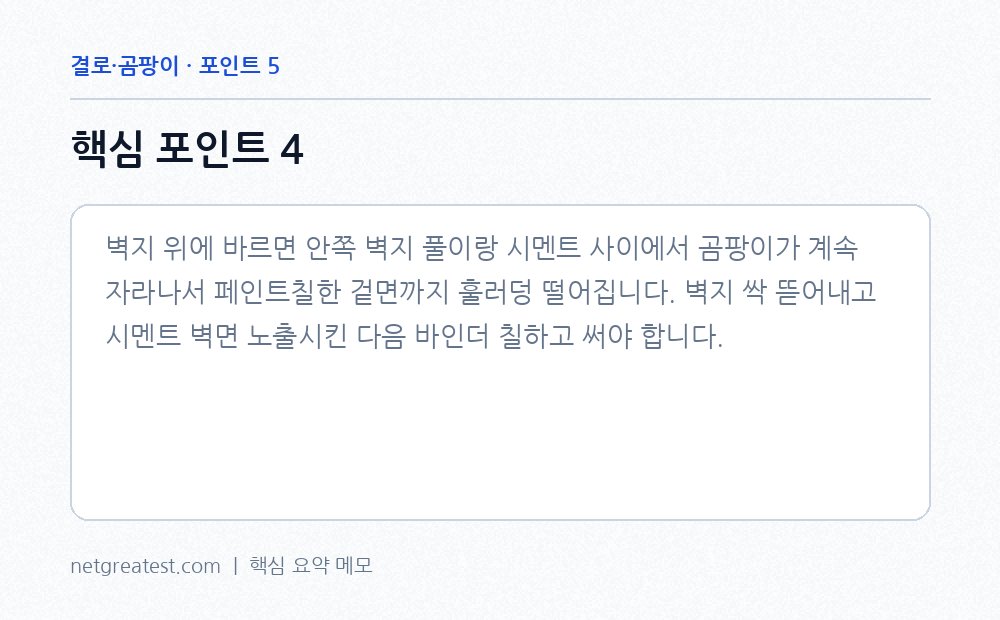 결로·곰팡이 · 포인트 5
핵심 포인트 4
벽지 위에 바르면 안쪽 벽지 풀이랑 시멘트 사이에서 곰팡이가 계속
자라나서 페인트칠한 겉면까지 훌러덩 떨어집니다. 벽지 싹 뜯어내고
시멘트 벽면 노출시킨 다음 바인더 칠하고 써야 합니다.
netgreatest.com | 핵심 요약 메모